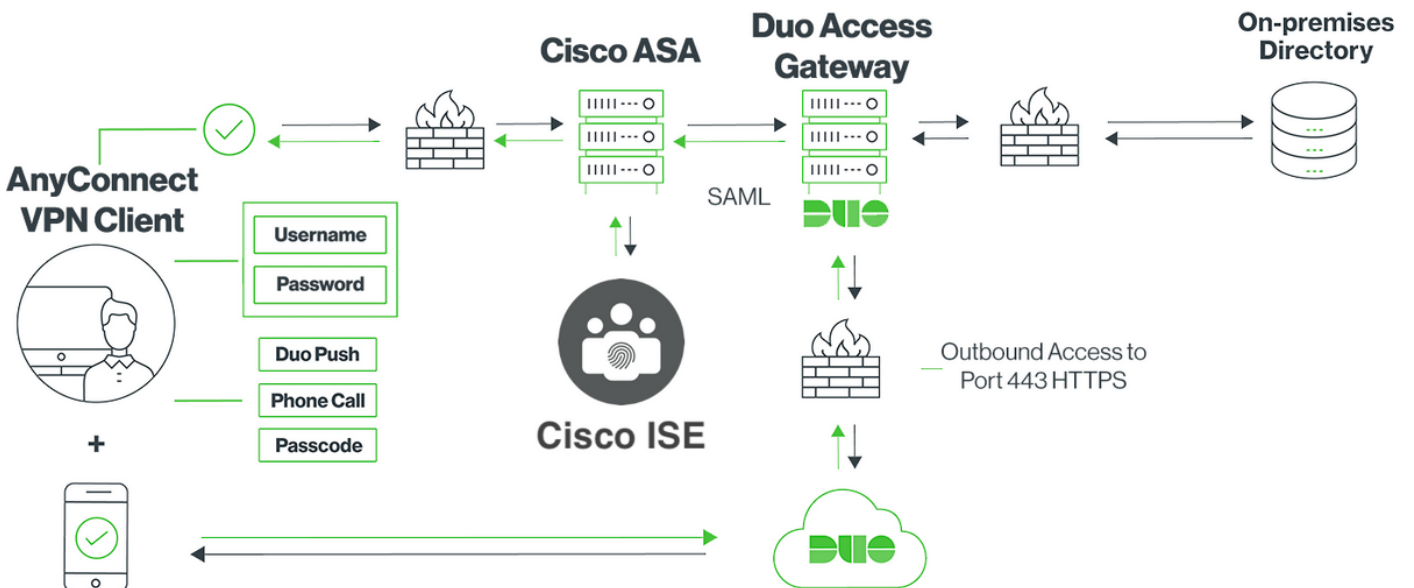 Cisco ASA
Duo Access
Gateway
On-premises
Directory
AnyConnect
VPN Client
Username
Password
Duo Push
Phone Call
Passcode
+
SAML
DUO
Cisco ISE
Outbound Access to
Port 443 HTTPS
DUO